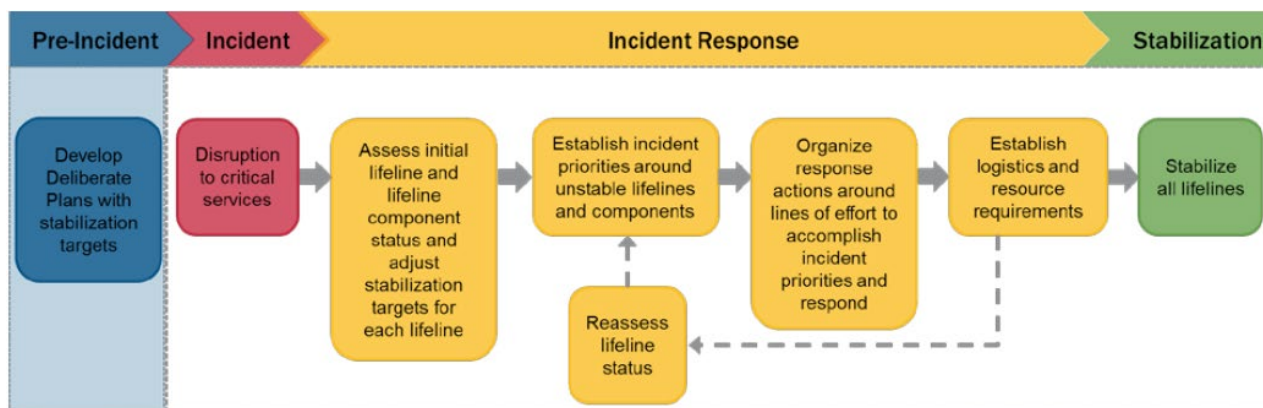 Pre-Incident
Incident
Incident Response
Stabilization
Develop
Deliberate
Plans with
stabilization
targets
Disruption
to critical
services
Assess initial
lifeline and
lifeline
component
status and
adjust
stabilization
targets for
each lifeline
Establish incident
priorities around
unstable lifelines
and components
Organize
response
actions around
lines of effort to
accomplish
incident
priorities and
respond
Establish
logistics and
resource
requirements
Stabilize
all lifelines
Reassess
lifeline
status